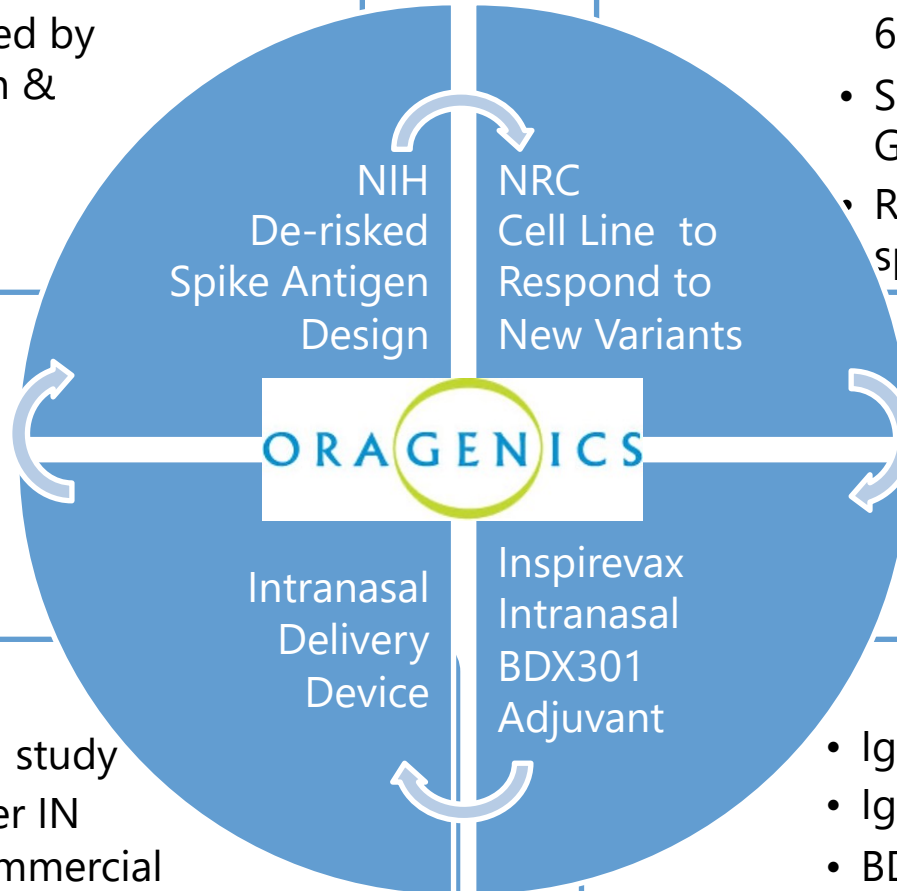 ed by
&
6
NIH
De-risked
Spike Antigen
Design
NRC
Cell Line to
Respond to
New Variants
ORAGENICS
Intranasal
Delivery
Device
Inspirevax
Intranasal
BDX301
Adjuvant
study
er IN
mmercial
• Ig
• Ig
• BD